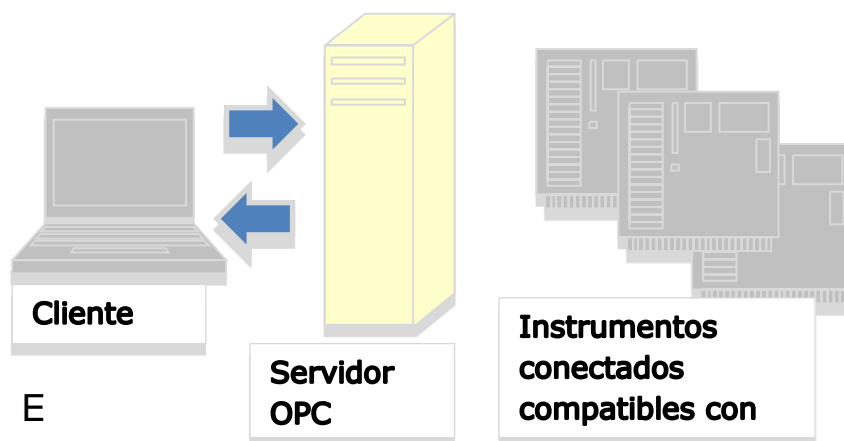 Cliente
Servidor
OPC
Instrumentos
conectados
compatibles con
E